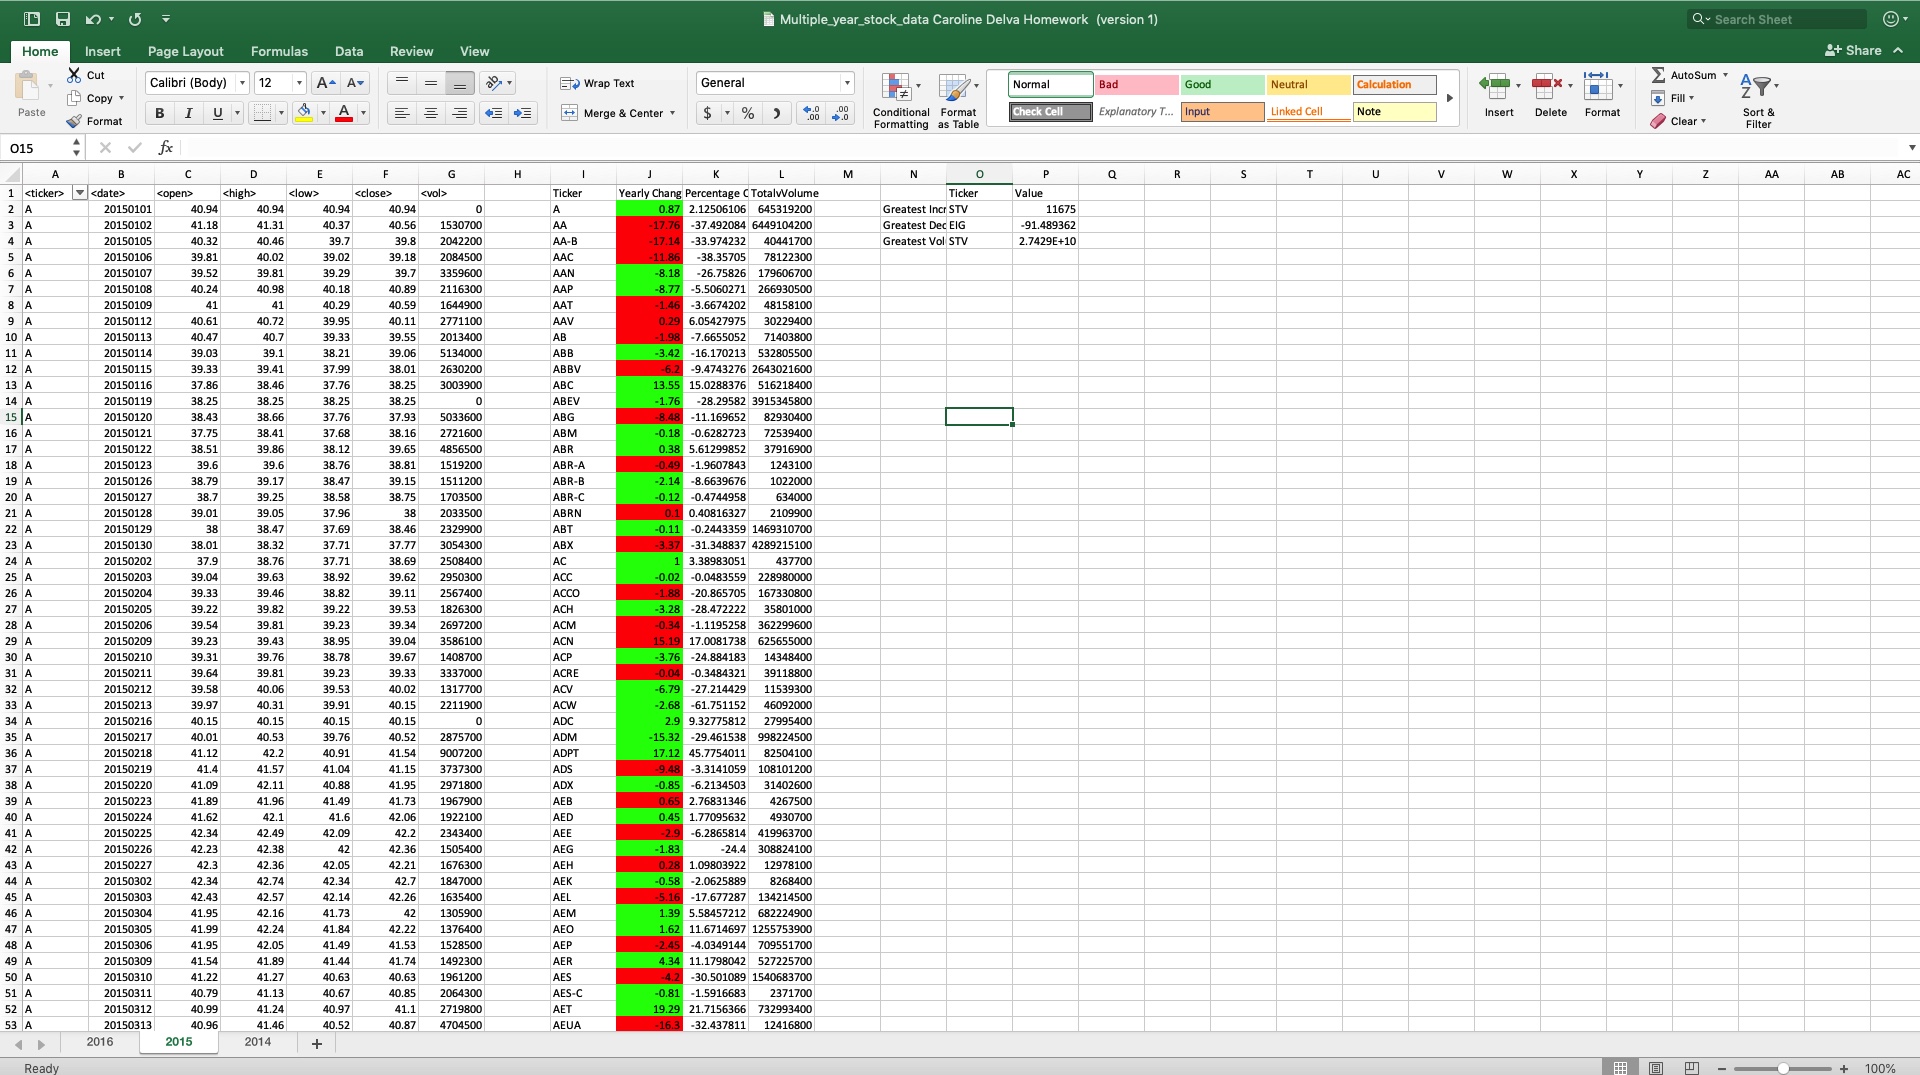 Multiple_year_stock_data Caroline Delva Homework (version 1)
Search Sheet
Home Insert Page Layout Formulas Data Review View
Share
Paste
Cut
Copy
Format
Calibri (Body) 12
B I U
Wrap Text
Merge & Center
General
$ % )
Conditional Formatting
Format as Table
Normal Bad Good Neutral Calculation
Check Cell Explanatory T... Input Linked Cell Note
Insert Delete Format
AutoSum
Fill
Clear
Sort & Filter
O15 fx
A B C D E F G H I J K L M N O P Q R S T U V W X Y Z AA AB AC
1 <ticker> <date> <open> <high> <low> <close> <vol> Ticker Yearly Chang Percentage C TotalvVolume Ticker Value
2 A 20150101 40.94 40.94 40.94 40.94 0 A 0.87 2.12506106 645319200 Greatest Incr STV 11675
3 A 20150102 41.18 41.31 40.37 40.56 1530700 AA -17.76 -37.492084 6449104200 Greatest Dec EIG -91.489362
4 A 20150105 40.32 40.46 39.7 39.8 2042200 AA-B -17.14 -33.974232 40441700 Greatest Vol STV 2.7429E+10
5 A 20150106 39.81 40.02 39.02 39.18 2084500 AAC -11.86 -38.35705 78122300
6 A 20150107 39.52 39.81 39.29 39.7 3359600 AAN -8.18 -26.75826 179606700
7 A 20150108 40.24 40.98 40.18 40.89 2116300 AAP -8.77 -5.5060271 266930500
8 A 20150109 41 41 40.29 40.59 1644900 AAT -1.46 -3.6674202 48158100
9 A 20150112 40.61 40.72 39.95 40.11 2771100 AAV 0.29 6.05427975 30229400
10 A 20150113 40.47 40.7 39.33 39.55 2013400 AB -1.98 -7.6655052 71403800
11 A 20150114 39.03 39.1 38.21 39.06 5134000 ABB -3.42 -16.170213 532805500
12 A 20150115 39.33 39.41 37.99 38.01 2630200 ABBV -6.2 -9.4743276 2643021600
13 A 20150116 37.86 38.46 37.76 38.25 3003900 ABC 13.55 15.0288376 516218400
14 A 20150119 38.25 38.25 38.25 38.25 0 ABEV -1.76 -28.29582 3915345800
15 A 20150120 38.43 38.66 37.76 37.93 5033600 ABG -8.48 -11.169652 82930400
16 A 20150121 37.75 38.41 37.68 38.16 2721600 ABM -0.18 -0.6282723 72539400
17 A 20150122 38.51 39.86 38.12 39.65 4856500 ABR 0.38 5.61299852 37916900
18 A 20150123 39.6 39.6 38.76 38.81 1519200 ABR-A -0.49 -1.9607843 1243100
19 A 20150126 38.79 39.17 38.47 39.15 1511200 ABR-B -2.14 -8.6639676 1022000
20 A 20150127 38.7 39.25 38.58 38.75 1703500 ABR-C -0.12 -0.4744958 634000
21 A 20150128 39.01 39.05 37.96 38 2033500 ABRN 0.1 0.40816327 2109900
22 A 20150129 38 38.47 37.69 38.46 2329900 ABT -0.11 -0.2443359 1469310700
23 A 20150130 38.01 38.32 37.71 37.77 3054300 ABX -3.37 -31.348837 4289215100
24 A 20150202 37.9 38.76 37.71 38.69 2508400 AC 1 3.38983051 437700
25 A 20150203 39.04 39.63 38.92 39.62 2950300 ACC -0.02 -0.0483559 228980000
26 A 20150204 39.33 39.46 38.82 39.11 2567400 ACCO -1.88 -20.865705 167330800
27 A 20150205 39.22 39.82 39.22 39.53 1826300 ACH -3.28 -28.472222 35801000
28 A 20150206 39.54 39.81 39.23 39.34 2697200 ACM -0.34 -1.1195258 362299600
29 A 20150209 39.23 39.43 38.95 39.04 3586100 ACN 15.19 17.0081738 625655000
30 A 20150210 39.31 39.76 38.78 39.67 1408700 ACP -3.76 -24.884183 14348400
31 A 20150211 39.64 39.81 39.23 39.33 3337000 ACRE -0.04 -0.3484321 39118800
32 A 20150212 39.58 40.06 39.53 40.02 1317700 ACV -6.79 -27.214429 11539300
33 A 20150213 39.97 40.31 39.91 40.15 2211900 ACW -2.68 -61.751152 46092000
34 A 20150216 40.15 40.15 40.15 40.15 0 ADC 2.9 9.32775812 27995400
35 A 20150217 40.01 40.53 39.76 40.52 2875700 ADM -15.32 -29.461538 998224500
36 A 20150218 41.12 42.2 40.91 41.54 9007200 ADPT 17.12 45.7754011 82504100
37 A 20150219 41.4 41.57 41.04 41.15 3737300 ADS -9.48 -3.3141059 108101200
38 A 20150220 41.09 42.11 40.88 41.95 2718400 ADX -0.85 -6.2134503 31402600
39 A 20150223 41.89 41.96 41.49 41.73 1967900 AEB 0.65 2.76831346 4267500
40 A 20150224 41.62 42.1 41.6 42.06 1922100 AED 0.45 1.77095632 4930700
41 A 20150225 42.34 42.49 42.09 42.2 2343400 AEE -2.9 -6.2865814 419963700
42 A 20150226 42.23 42.38 42 42.36 1505400 AEG -1.83 -24.4 308824100
43 A 20150227 42.3 42.36 42.05 42.21 1676300 AEH 0.28 1.09803922 12978100
44 A 20150302 42.34 42.74 42.34 42.7 1847000 AEK -0.58 -2.0625889 8268400
45 A 20150303 42.43 42.57 42.14 42.26 1635400 AEL -5.16 -17.677287 134214500
46 A 20150304 41.95 42.16 41.73 42 1305900 AEM 1.39 5.58457212 682224900
47 A 20150305 41.99 42.24 41.84 42.22 1376400 AEO 1.62 11.6714697 1255753900
48 A 20150306 41.95 42.05 41.49 41.53 1528500 AEP -2.45 -4.0349144 709551700
49 A 20150309 41.54 41.89 41.44 41.74 1492300 AER 4.34 11.1798042 527225700
50 A 20150310 41.22 41.27 40.63 40.63 1961200 AES -4.2 -30.501089 1540683700
51 A 20150311 40.79 41.13 40.67 40.85 2064300 AES-C -0.81 -1.5916683 2371700
52 A 20150312 40.99 41.24 40.97 41.1 2719800 AET 19.29 21.7156366 732993400
53 A 20150313 40.96 41.46 40.52 40.87 4704500 AEUA -16.3 -32.437811 12416800
2016 2015 2014 +
Ready 100%